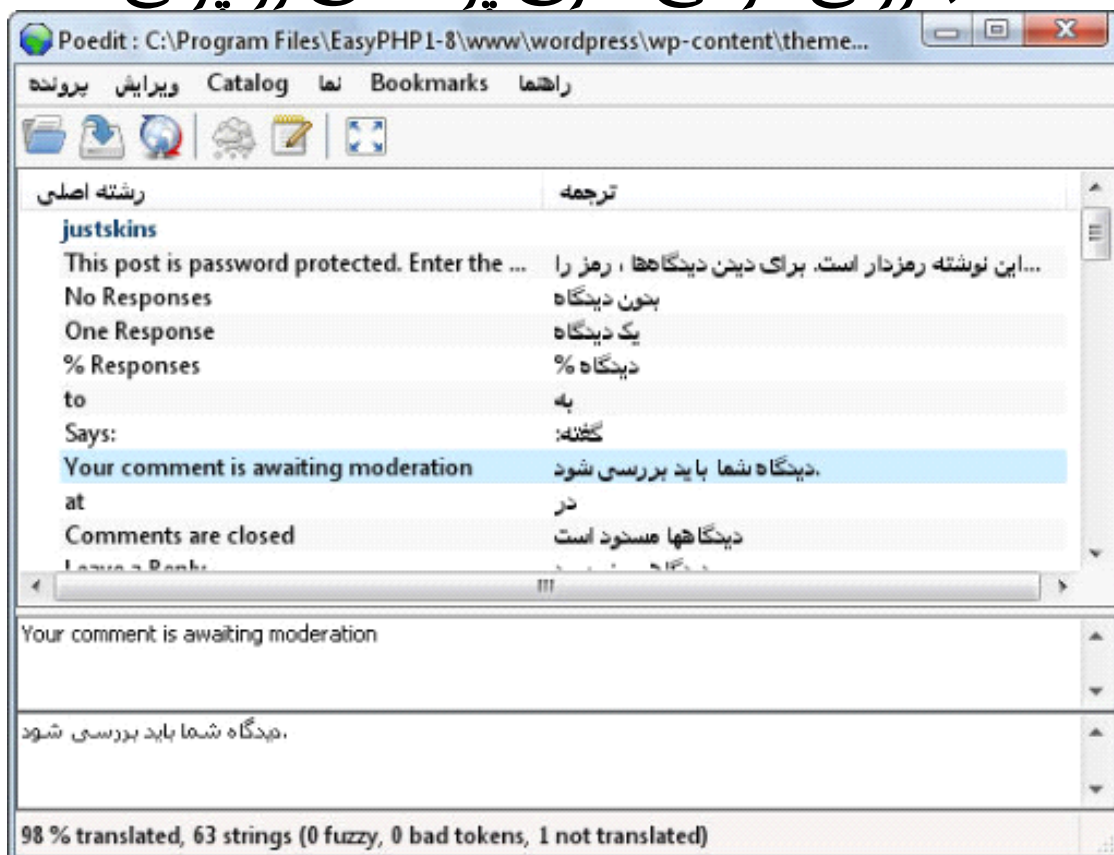 Poedit : C:\Program Files\EasyPHP1-8\www\wordpress\wp-content\theme...
پرونده ویرایش Catalog نما Bookmarks راهنما
رشته اصلی ترجمه
justskins
This post is password protected. Enter the ... این نوشته رمزدار است. برای دیدن دیدگاهها ، رمز را...
No Responses بدون دیدگاه
One Response یک دیدگاه
% Responses % دیدگاه
to به
Says: گفته:
Your comment is awaiting moderation دیدگاه شما باید بررسی شود.
at در
Comments are closed دیدگاهها مسدود است
Your comment is awaiting moderation
دیدگاه شما باید بررسی شود.
98 % translated, 63 strings (0 fuzzy, 0 bad tokens, 1 not translated)